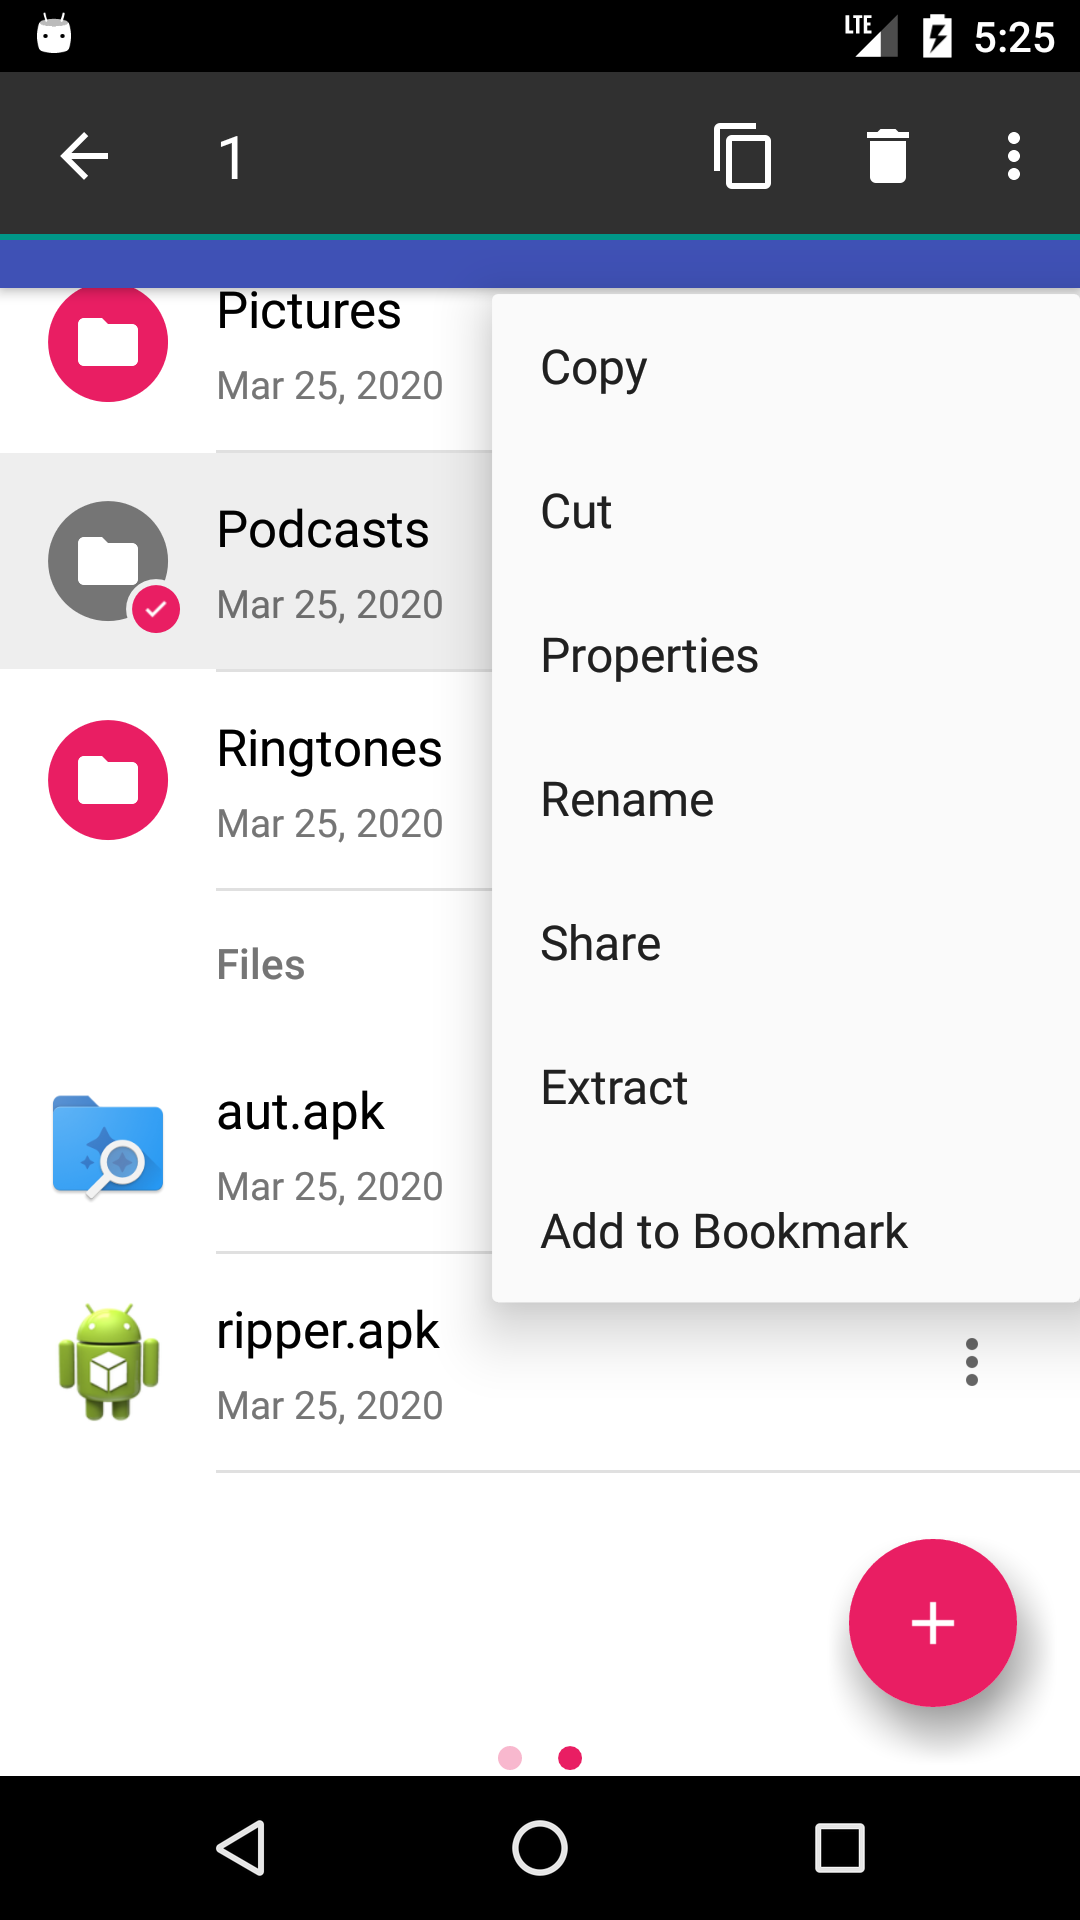 LTE 5:25
1
Pictures
Mar 25, 2020
Podcasts
Mar 25, 2020
Ringtones
Mar 25, 2020
Files
aut.apk
Mar 25, 2020
ripper.apk
Mar 25, 2020
Copy
Cut
Properties
Rename
Share
Extract
Add to Bookmark